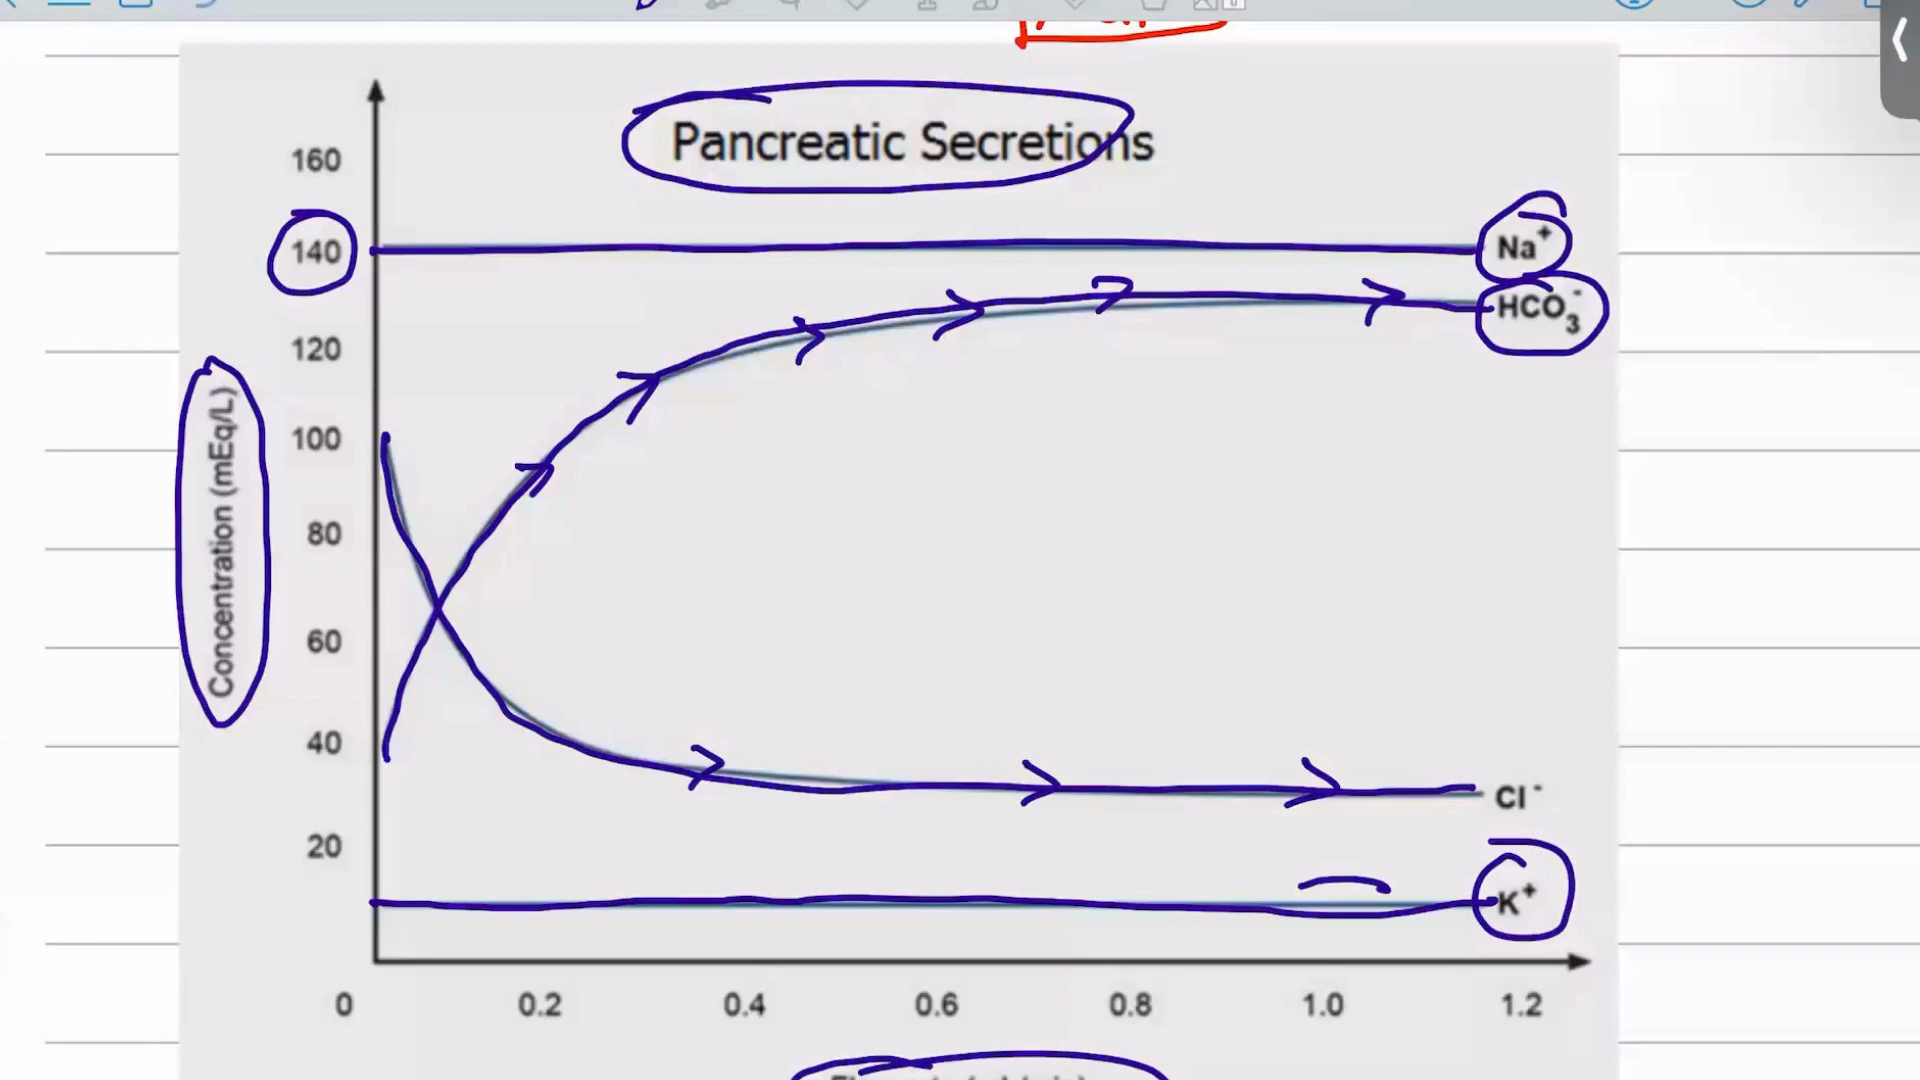 Pancreatic Secretions
160
140
120
100
80
60
40
20
Concentration (mEq/L)
Na⁺
HCO₃⁻
Cl⁻
K⁺
0 0.2 0.4 0.6 0.8 1.0 1.2